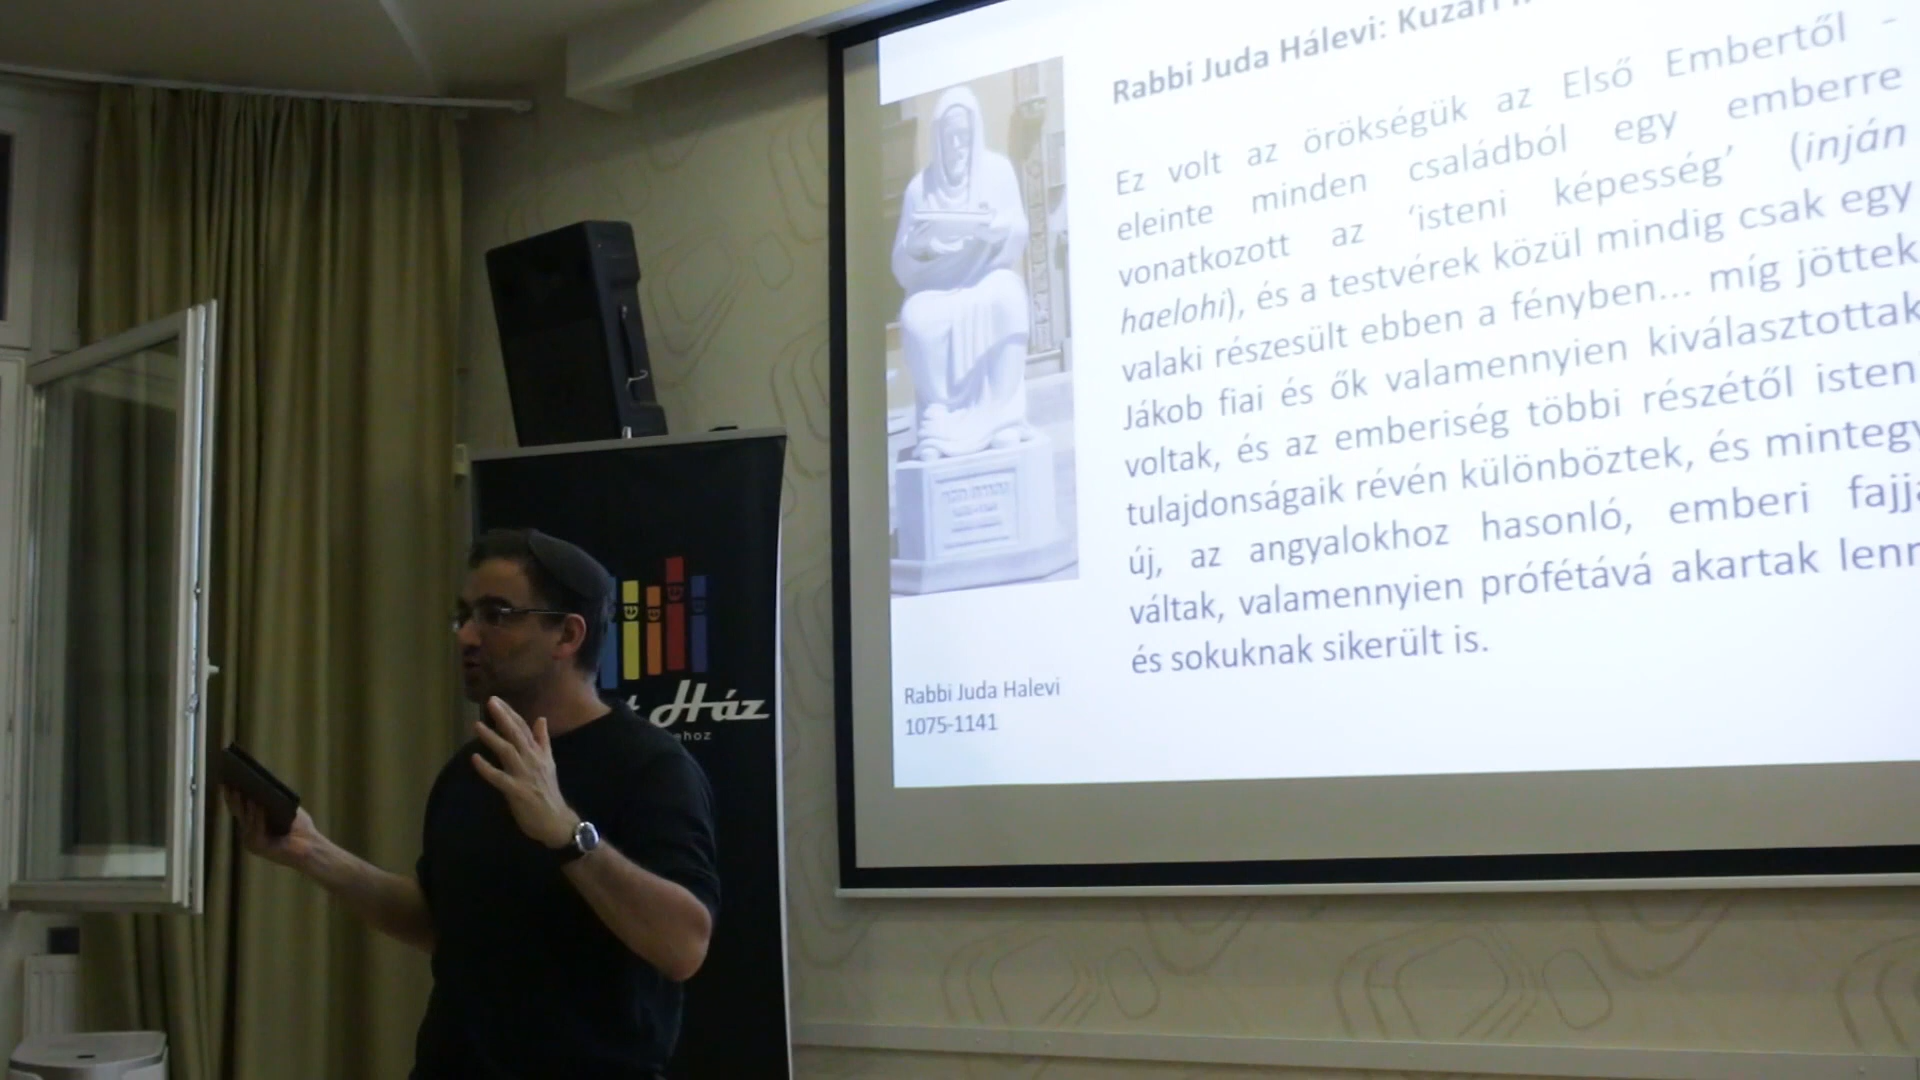 Rabbi Juda Hálevi: Kuzari
Ez volt az örökségük az Első Embertől -
eleinte minden családból egy emberre
vonatkozott az ‘isteni képesség’ (inján
haelohi), és a testvérek közül mindig csak egy
valaki részesült ebben a fényben... míg jöttek
Jákob fiai és ők valamennyien kiválasztottak
voltak, és az emberiség többi részétől isten
tulajdonságaik révén különböztek, és mintegy
új, az angyalokhoz hasonló, emberi fajjá
váltak, valamennyien prófétává akartak lenn
és sokuknak sikerült is.
Rabbi Juda Halevi
1075-1141
t Ház
ehoz